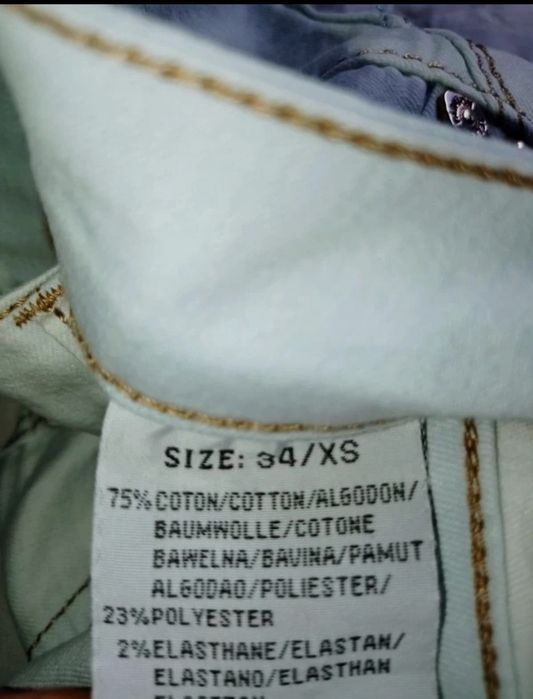 SIZE: 34/XS
75% COTON/COTTON/ALGODON/
BAUMWOLLE/COTONE
BAWELNA/BAVINA/PAMUT
ALGODAO/POLIESTER/
23% POLYESTER
2% ELASTHANE/ELASTAN/
ELASTANO/ELASTHAN